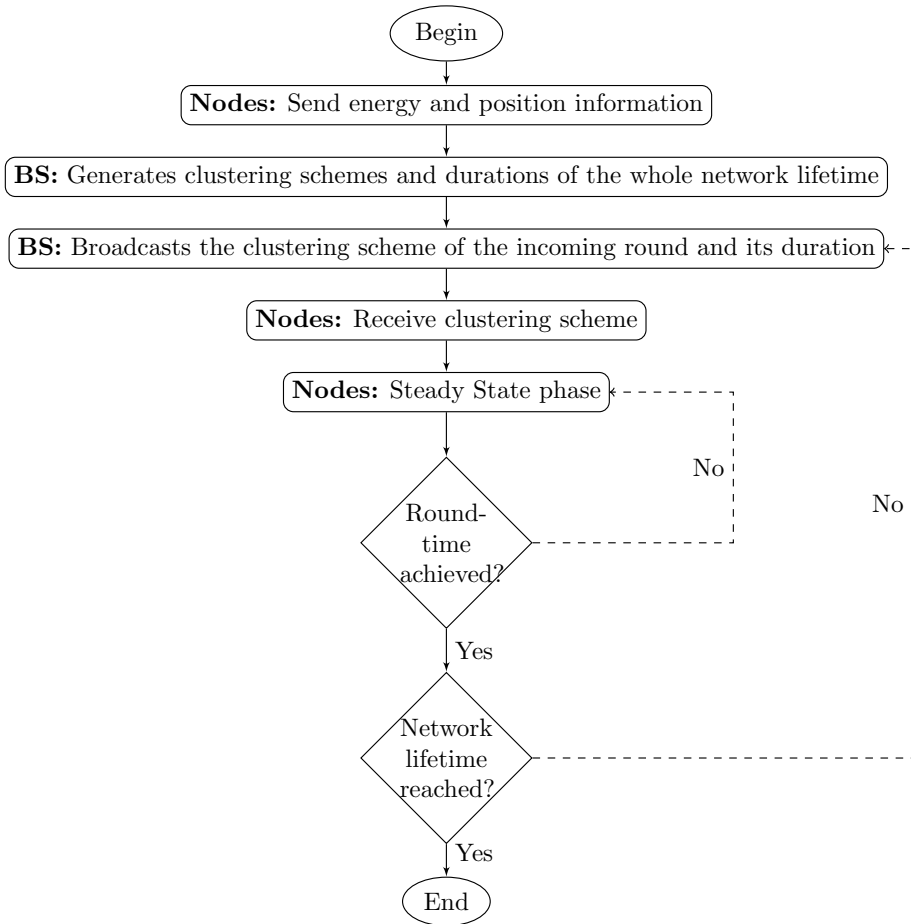 Begin
Nodes: Send energy and position information
BS: Generates clustering schemes and durations of the whole network lifetime
BS: Broadcasts the clustering scheme of the incoming round and its duration
Nodes: Receive clustering scheme
Nodes: Steady State phase
No
No
Round-
time
achieved?
Yes
Network
lifetime
reached?
Yes
End